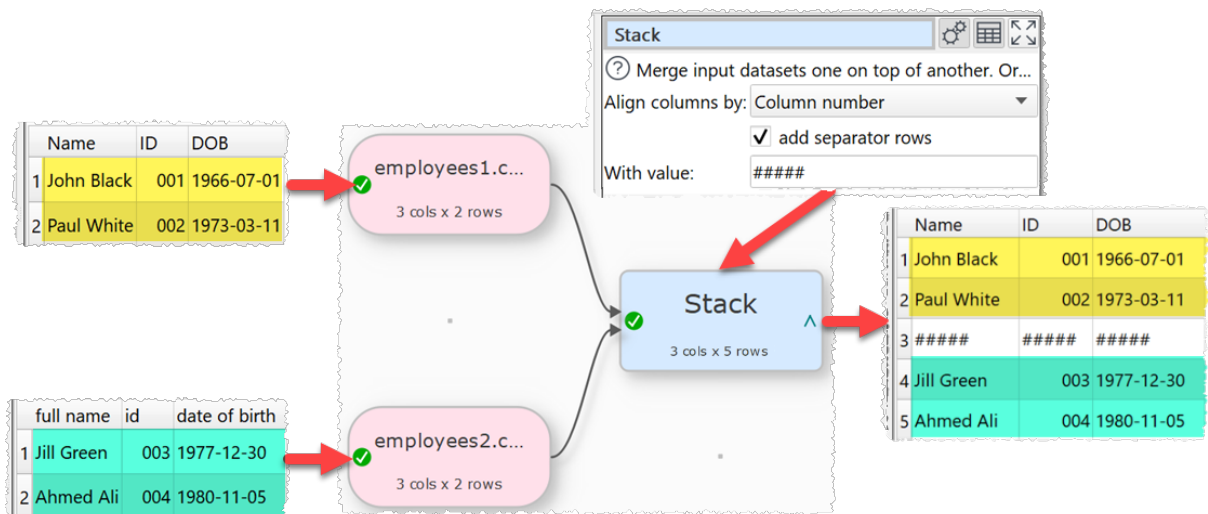 Stack
? Merge input datasets one on top of another. Or...
Align columns by: Column number
add separator rows
With value: #####
Name ID DOB
1 John Black 001 1966-07-01
2 Paul White 002 1973-03-11
employees1.c...
3 cols x 2 rows
Stack
3 cols x 5 rows
Name ID DOB
1 John Black 001 1966-07-01
2 Paul White 002 1973-03-11
3 ##### ##### #####
4 Jill Green 003 1977-12-30
5 Ahmed Ali 004 1980-11-05
full name id date of birth
1 Jill Green 003 1977-12-30
2 Ahmed Ali 004 1980-11-05
employees2.c...
3 cols x 2 rows